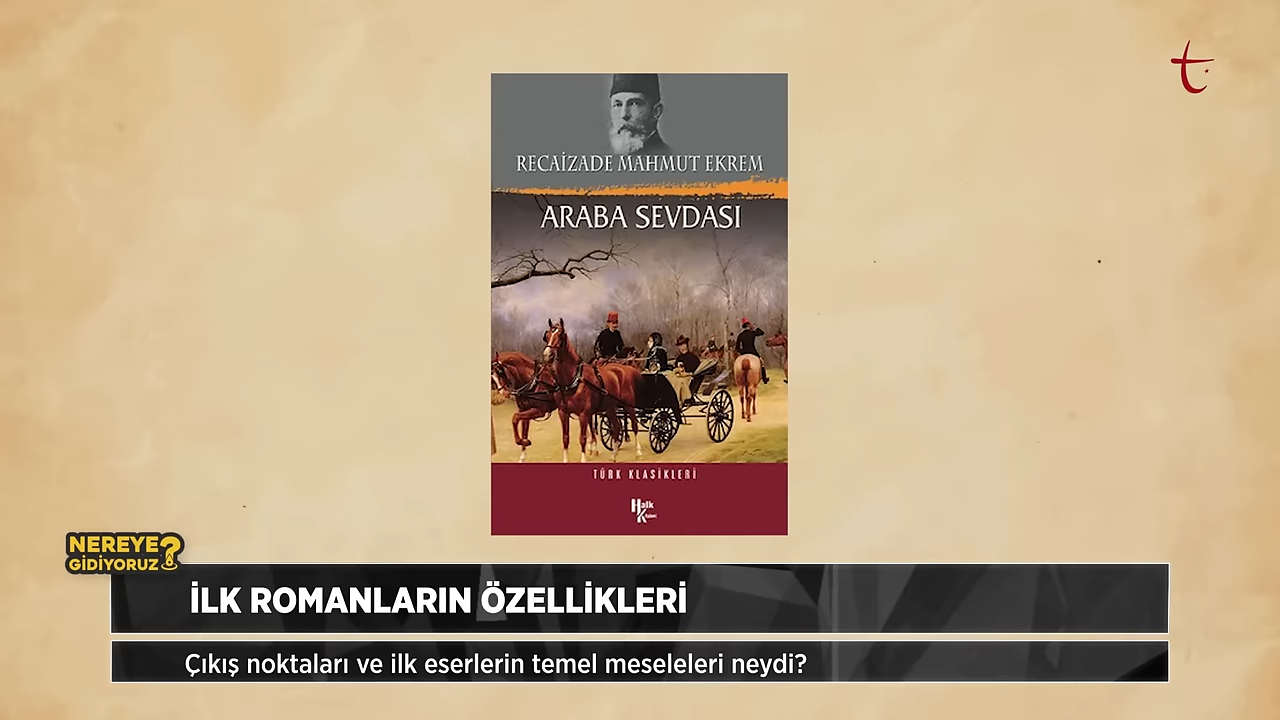 RECAİZADE MAHMUT EKREM
ARABA SEVDASI
TÜRK KLASİKLERİ
Halk
NEREYE
GİDİYORUZ?
İLK ROMANLARIN ÖZELLİKLERİ
Çıkış noktaları ve ilk eserlerin temel meseleleri neydi?